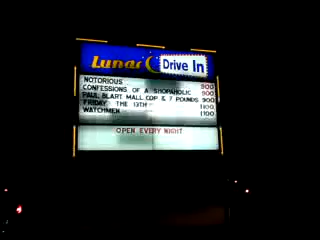 Lunar Drive In
NOTORIOUS 900
CONFESSIONS OF A SHOPAHOLIC 900
PAUL BLART MALL COP & 7 POUNDS 900
FRIDAY THE 13TH 1100
WATCHMEN 1100
OPEN EVERY NIGHT